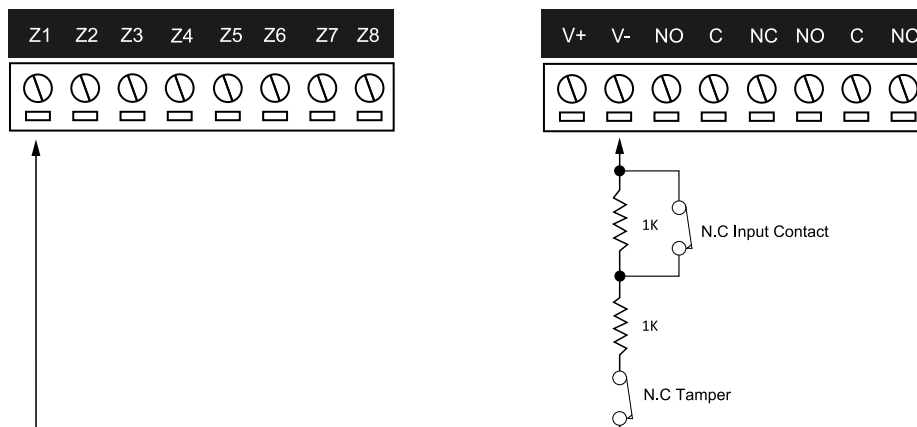 Z1 Z2 Z3 Z4 Z5 Z6 Z7 Z8
V+ V- NO C NC NO C NC
1K
N.C Input Contact
1K
N.C Tamper